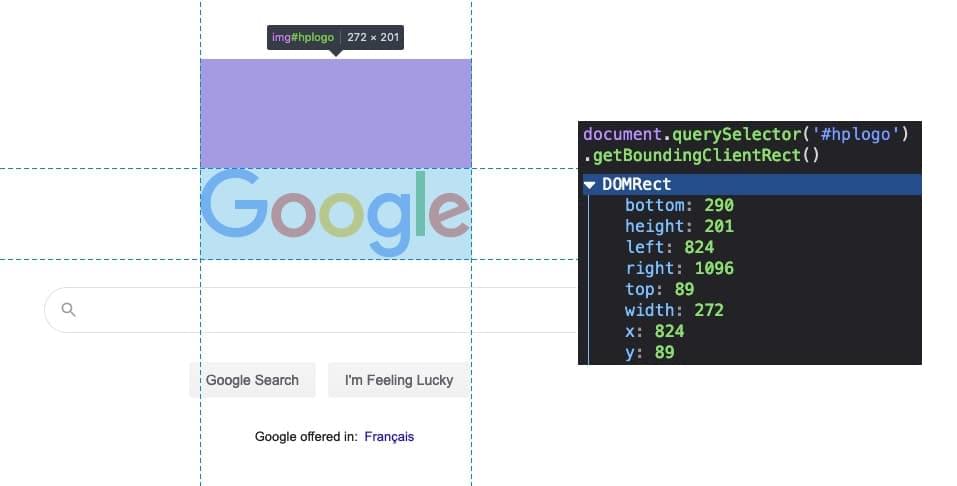 img#hplogo | 272 × 201
Google
Google Search
I'm Feeling Lucky
Google offered in: Français
document.querySelector('#hplogo')
.getBoundingClientRect()
DOMRect
bottom: 290
height: 201
left: 824
right: 1096
top: 89
width: 272
x: 824
y: 89